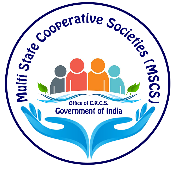 Multi State Cooperative Societies (MSCS)
Office of C.R.C.S.
Government of India